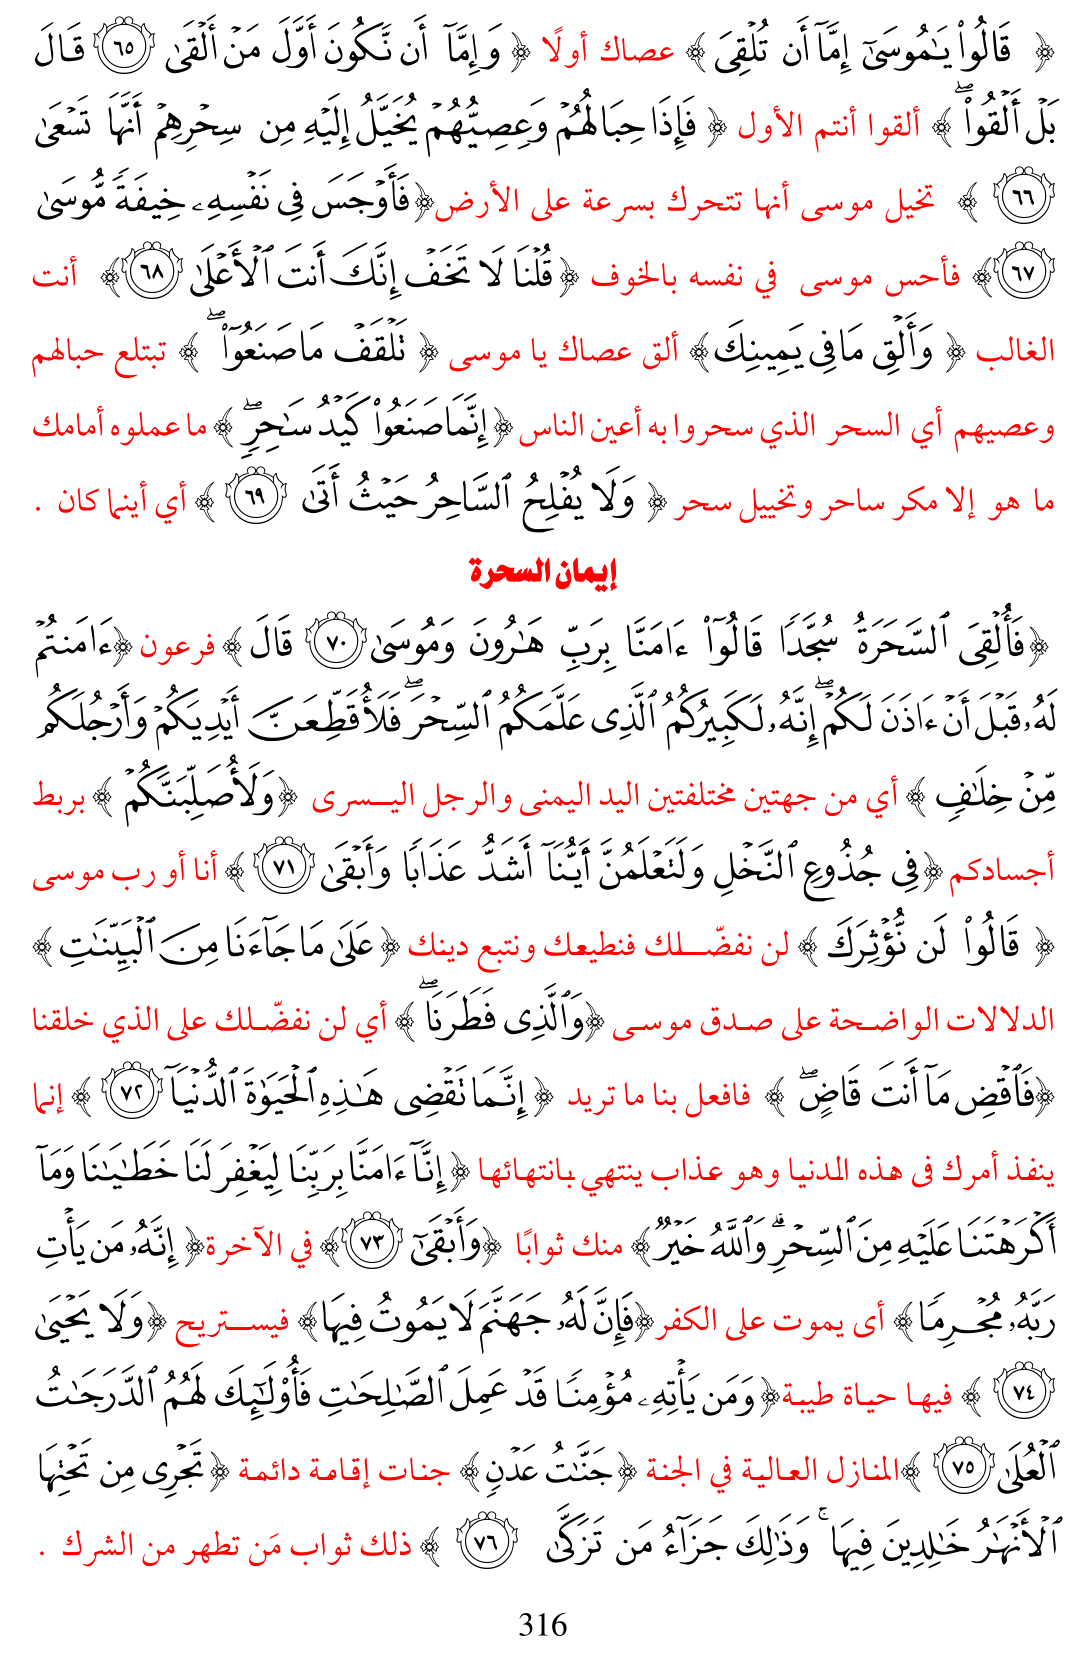 ﴿ قَالُوا۟ يَـٰمُوسَىٰٓ إِمَّآ أَن تُلْقِىَ ﴾ عصاك أولًا ﴿ وَإِمَّآ أَن نَّكُونَ أَوَّلَ مَنْ أَلْقَىٰ ٦٥ قَالَ
بَلْ أَلْقُوا۟ ۖ ﴾ ألقوا أنتم الأول ﴿ فَإِذَا حِبَالُهُمْ وَعِصِيُّهُمْ يُخَيَّلُ إِلَيْهِ مِن سِحْرِهِمْ أَنَّهَا تَسْعَىٰ
٦٦ ﴾ تخيل موسى أنها تتحرك بسرعة على الأرض﴿ فَأَوْجَسَ فِى نَفْسِهِۦ خِيفَةً مُّوسَىٰ
٦٧ ﴾ فأحس موسى في نفسه بالخوف ﴿ قُلْنَا لَا تَخَفْ إِنَّكَ أَنتَ ٱلْأَعْلَىٰ ٦٨ ﴾ أنت
الغالب ﴿ وَأَلْقِ مَا فِى يَمِينِكَ ﴾ ألق عصاك يا موسى ﴿ تَلْقَفْ مَا صَنَعُوٓا۟ ۖ ﴾ تبتلع حبالهم
وعصيهم أي السحر الذي سحروا به أعين الناس ﴿ إِنَّمَا صَنَعُوا۟ كَيْدُ سَـٰحِرٍ ۖ ﴾ ما عملوه أمامك
ما هو إلا مكر ساحر وتخييل سحر ﴿ وَلَا يُفْلِحُ ٱلسَّاحِرُ حَيْثُ أَتَىٰ ٦٩ ﴾ أي أينما كان .
إيمان السحرة
﴿ فَأُلْقِىَ ٱلسَّحَرَةُ سُجَّدًا قَالُوٓا۟ ءَامَنَّا بِرَبِّ هَـٰرُونَ وَمُوسَىٰ ٧٠ قَالَ ﴾ فرعون ﴿ ءَامَنتُمْ
لَهُۥ قَبْلَ أَنْ ءَاذَنَ لَكُمْ ۖ إِنَّهُۥ لَكَبِيرُكُمُ ٱلَّذِى عَلَّمَكُمُ ٱلسِّحْرَ ۖ فَلَأُقَطِّعَنَّ أَيْدِيَكُمْ وَأَرْجُلَكُم
مِّنْ خِلَـٰفٍ ﴾ أي من جهتين مختلفتين اليد اليمنى والرجل اليسرى ﴿ وَلَأُصَلِّبَنَّكُمْ ﴾ بربط
أجسادكم ﴿ فِى جُذُوعِ ٱلنَّخْلِ وَلَتَعْلَمُنَّ أَيُّنَآ أَشَدُّ عَذَابًا وَأَبْقَىٰ ٧١ ﴾ أنا أو رب موسى
﴿ قَالُوا۟ لَن نُّؤْثِرَكَ ﴾ لن نفضّلك فنطيعك ونتبع دينك ﴿ عَلَىٰ مَا جَآءَنَا مِنَ ٱلْبَيِّنَـٰتِ ﴾
الدلالات الواضحة على صدق موسى ﴿ وَٱلَّذِى فَطَرَنَا ۖ ﴾ أي لن نفضّلك على الذي خلقنا
﴿ فَٱقْضِ مَآ أَنتَ قَاضٍ ۖ ﴾ فافعل بنا ما تريد ﴿ إِنَّمَا تَقْضِى هَـٰذِهِ ٱلْحَيَوٰةَ ٱلدُّنْيَآ ٧٢ ﴾ إنما
ينفذ أمرك فى هذه الدنيا وهو عذاب ينتهي بانتهائها ﴿ إِنَّآ ءَامَنَّا بِرَبِّنَا لِيَغْفِرَ لَنَا خَطَـٰيَـٰنَا وَمَآ
أَكْرَهْتَنَا عَلَيْهِ مِنَ ٱلسِّحْرِ ۗ وَٱللَّهُ خَيْرٌ ﴾ منك ثوابًا ﴿ وَأَبْقَىٰٓ ٧٣ ﴾ في الآخرة ﴿ إِنَّهُۥ مَن يَأْتِ
رَبَّهُۥ مُجْرِمًا ﴾ أى يموت على الكفر ﴿ فَإِنَّ لَهُۥ جَهَنَّمَ لَا يَمُوتُ فِيهَا ﴾ فيستريح ﴿ وَلَا يَحْيَىٰ
٧٤ ﴾ فيها حياة طيبة ﴿ وَمَن يَأْتِهِۦ مُؤْمِنًا قَدْ عَمِلَ ٱلصَّـٰلِحَـٰتِ فَأُو۟لَـٰٓئِكَ لَهُمُ ٱلدَّرَجَـٰتُ
ٱلْعُلَىٰ ٧٥ ﴾ المنازل العالية في الجنة ﴿ جَنَّـٰتُ عَدْنٍ ﴾ جنات إقامة دائمة ﴿ تَجْرِى مِن تَحْتِهَا
ٱلْأَنْهَـٰرُ خَـٰلِدِينَ فِيهَا ۚ وَذَٰلِكَ جَزَآءُ مَن تَزَكَّىٰ ٧٦ ﴾ ذلك ثواب مَن تطهر من الشرك .
316